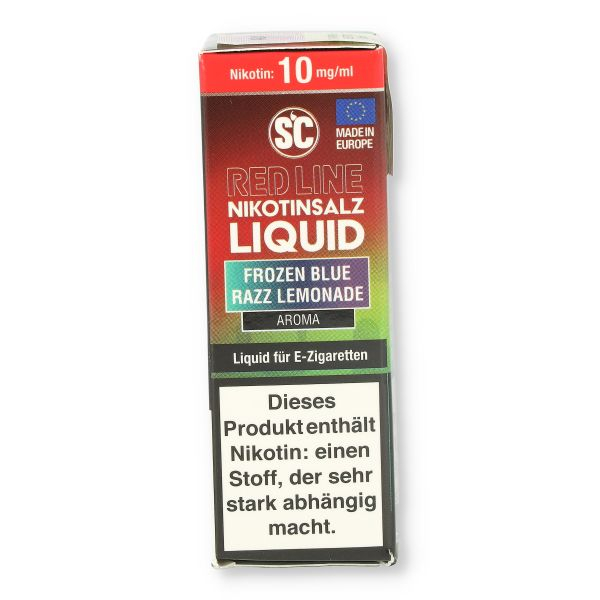 Nikotin: 10 mg/ml
SC
MADE IN
EUROPE
RED LINE
NIKOTINSALZ
LIQUID
FROZEN BLUE
RAZZ LEMONADE
AROMA
Liquid für E-Zigaretten
Dieses
Produkt enthält
Nikotin: einen
Stoff, der sehr
stark abhängig
macht.